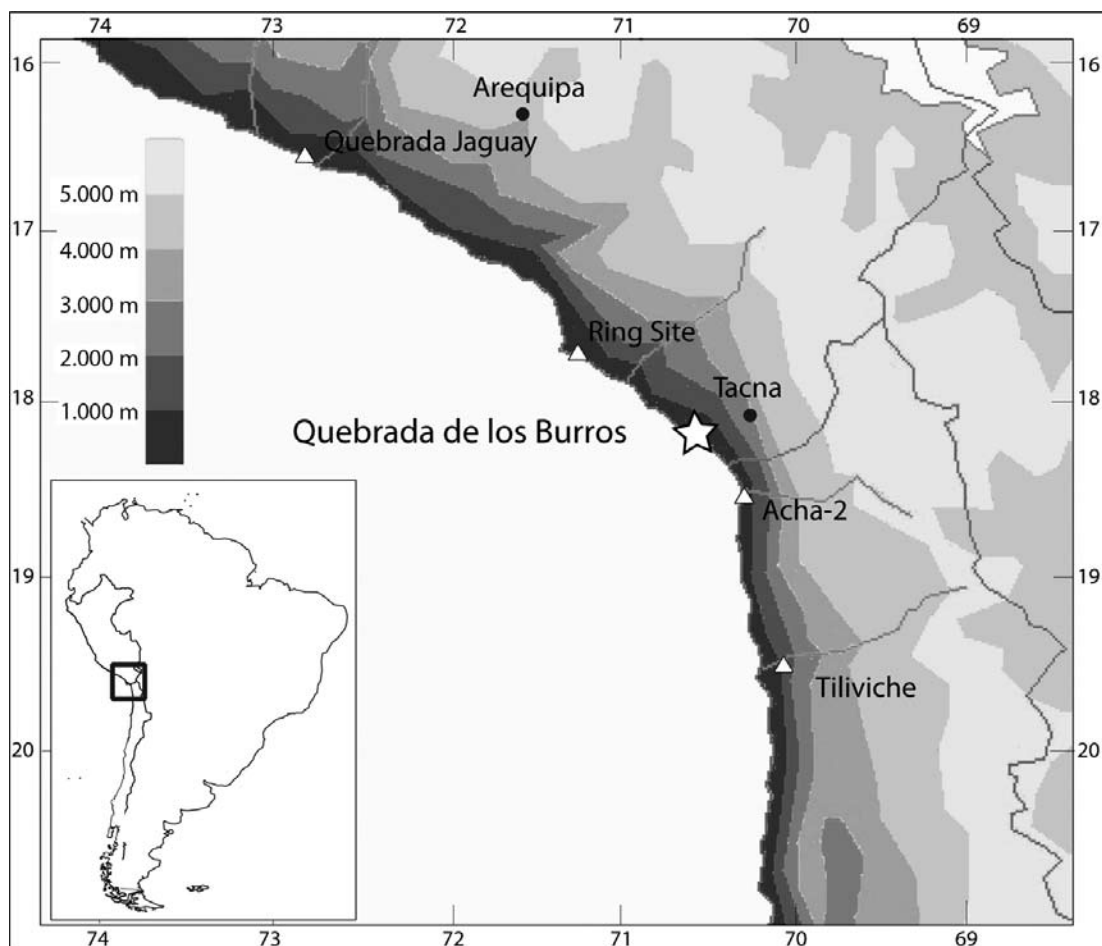 74 73 72 71 70 69
16 16
Arequipa
Quebrada Jaguay
5.000 m
17 17
4.000 m
3.000 m
Ring Site
2.000 m
Tacna
18 18
1.000 m
Quebrada de los Burros
Acha-2
19 19
Tiliviche
20 20
74 73 72 71 70 69